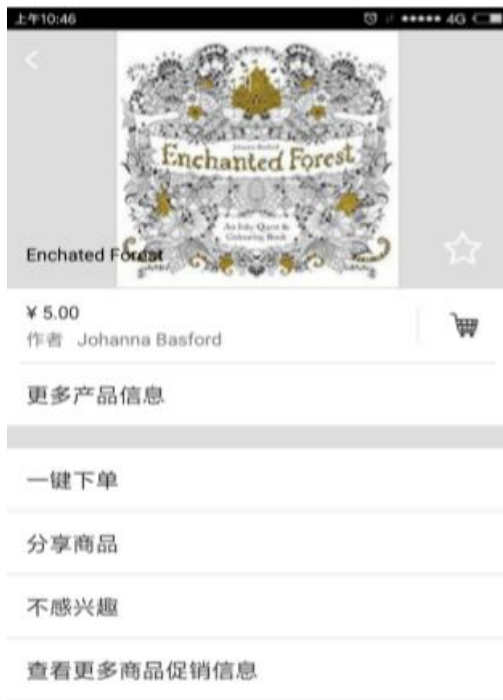 上午10:46
4G
Johanna Basford
Enchanted Forest
An Inky Quest &
Colouring Book
Enchated Forest
¥ 5.00
作者 Johanna Basford
更多产品信息
一键下单
分享商品
不感兴趣
查看更多商品促销信息